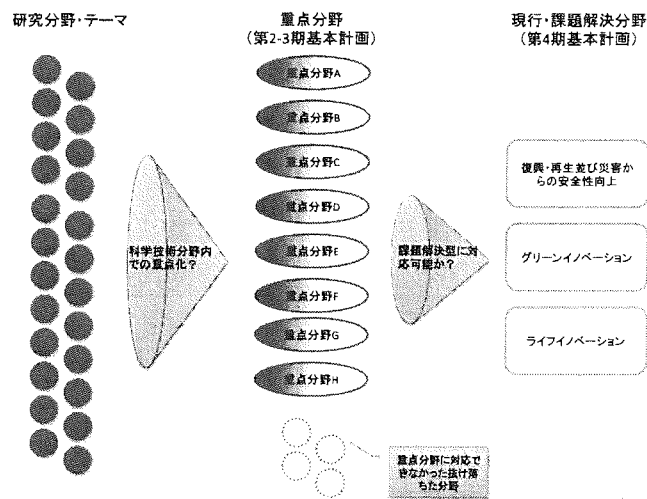 研究分野・テーマ
重点分野
(第2-3期基本計画)
現行・課題解決分野
(第4期基本計画)
重点分野A
重点分野B
重点分野C
重点分野D
重点分野E
重点分野F
重点分野G
重点分野H
科学技術分野内
での重点化？
課題解決型に対
応可能か？
復興・再生並び災害か
らの安全性向上
グリーンイノベーション
ライフイノベーション
重点分野に対応で
きなかった抜け落
ちた分野